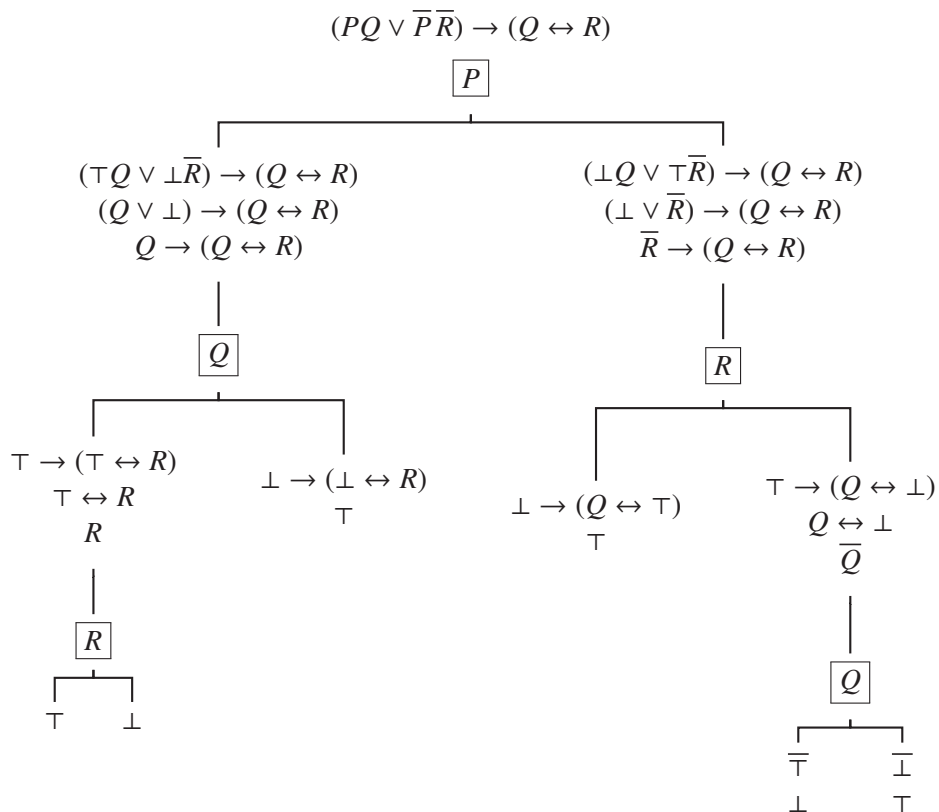 (PQ ∨ P̅ R̅) → (Q ↔ R)
P
(⊤Q ∨ ⊥R̅) → (Q ↔ R)
(Q ∨ ⊥) → (Q ↔ R)
Q → (Q ↔ R)
Q
⊤ → (⊤ ↔ R)
⊤ ↔ R
R
R
⊤
⊥
⊥ → (⊥ ↔ R)
⊤
(⊥Q ∨ ⊤R̅) → (Q ↔ R)
(⊥ ∨ R̅) → (Q ↔ R)
R̅ → (Q ↔ R)
R
⊥ → (Q ↔ ⊤)
⊤
⊤ → (Q ↔ ⊥)
Q ↔ ⊥
Q̅
Q
⊤̅
⊥
⊥̅
⊤